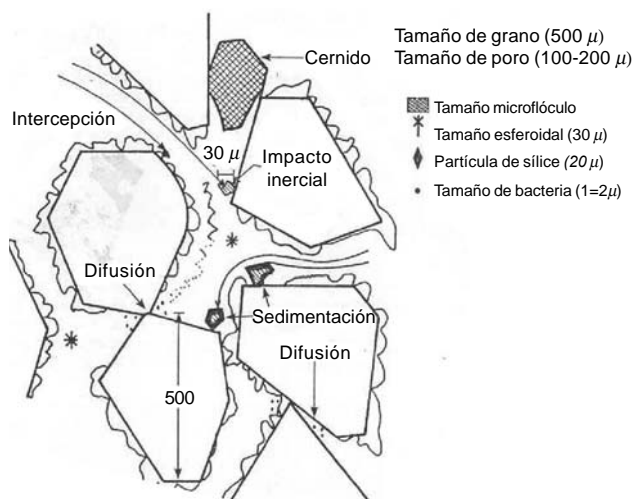 Cernido
Intercepción
30 μ
Impacto
inercial
Difusión
Sedimentación
Difusión
500
Tamaño de grano (500 μ)
Tamaño de poro (100-200 μ)
Tamaño microflóculo
Tamaño esferoidal (30 μ)
Partícula de sílice (20 μ)
Tamaño de bacteria (1=2μ)